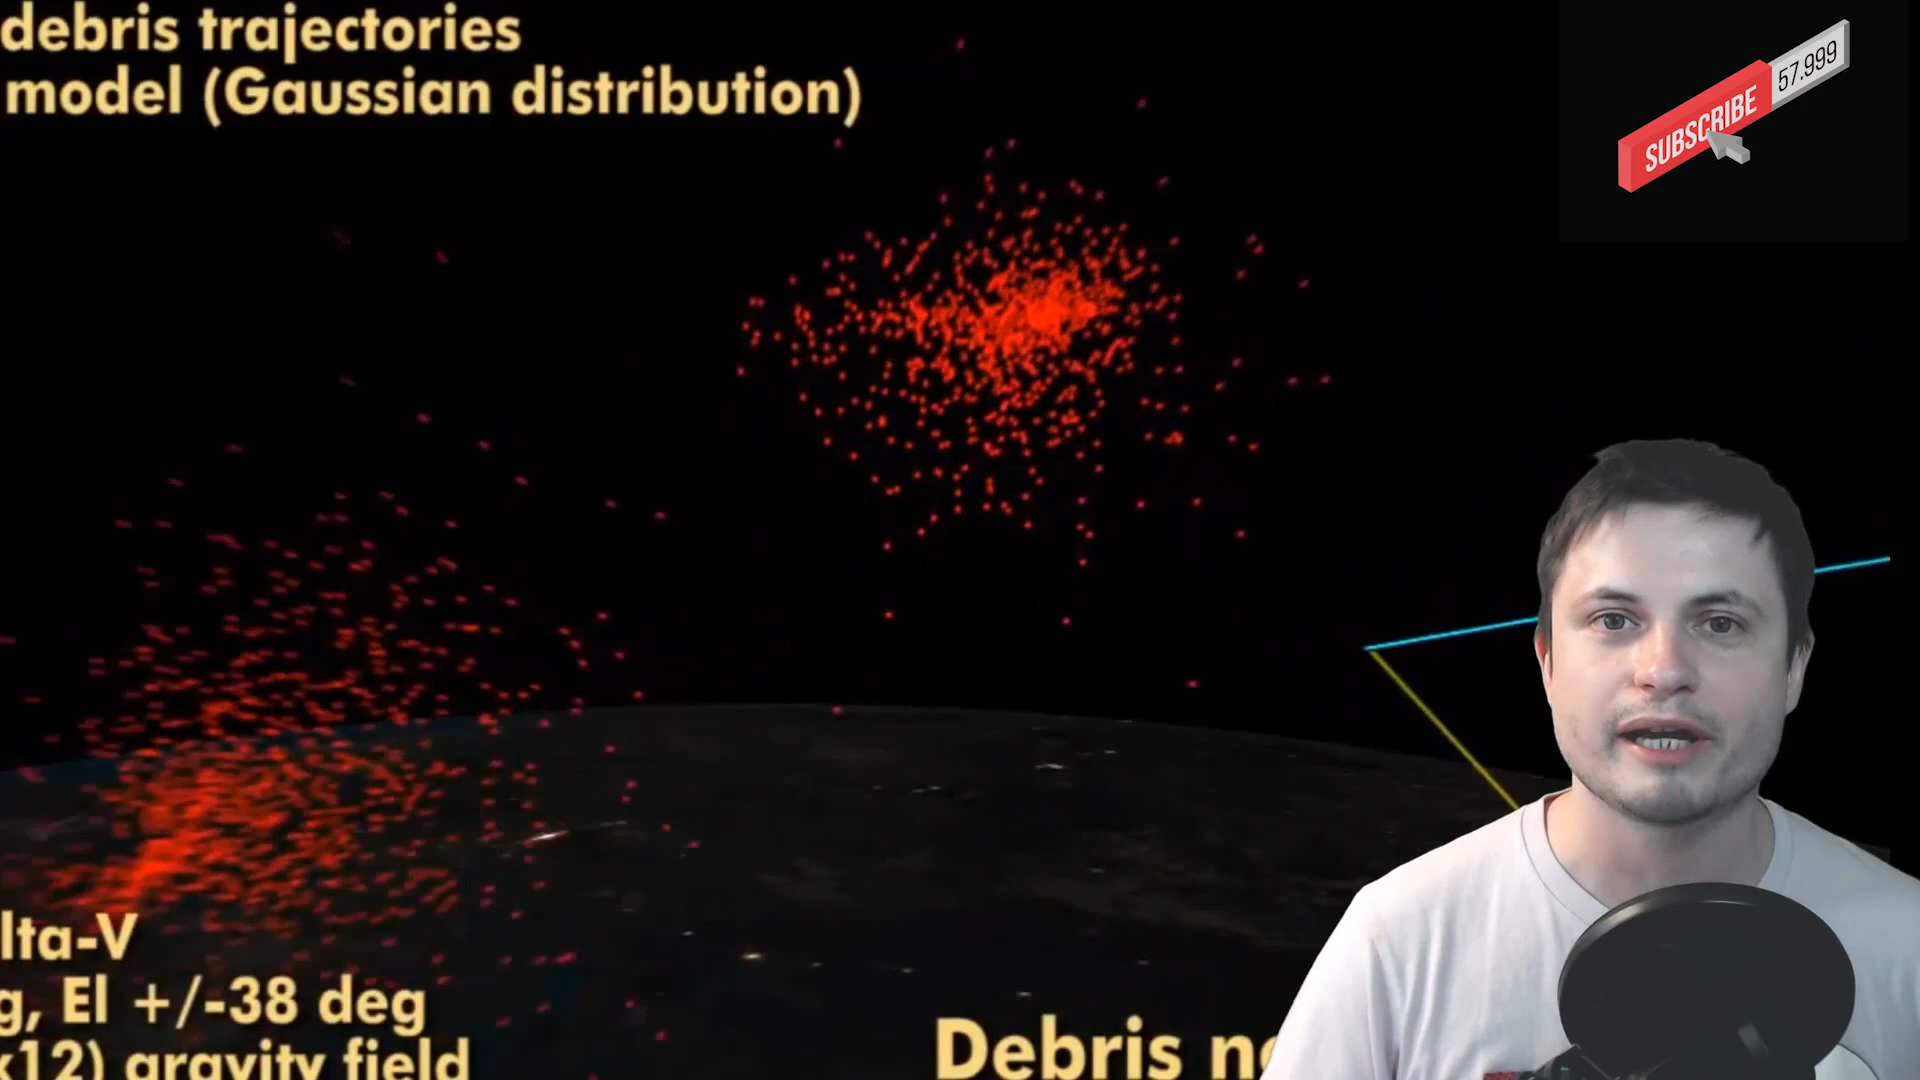 debris trajectories
model (Gaussian distribution)
SUBSCRIBE
57.999
lta-V
g, El +/-38 deg
x12) gravity field
Debris